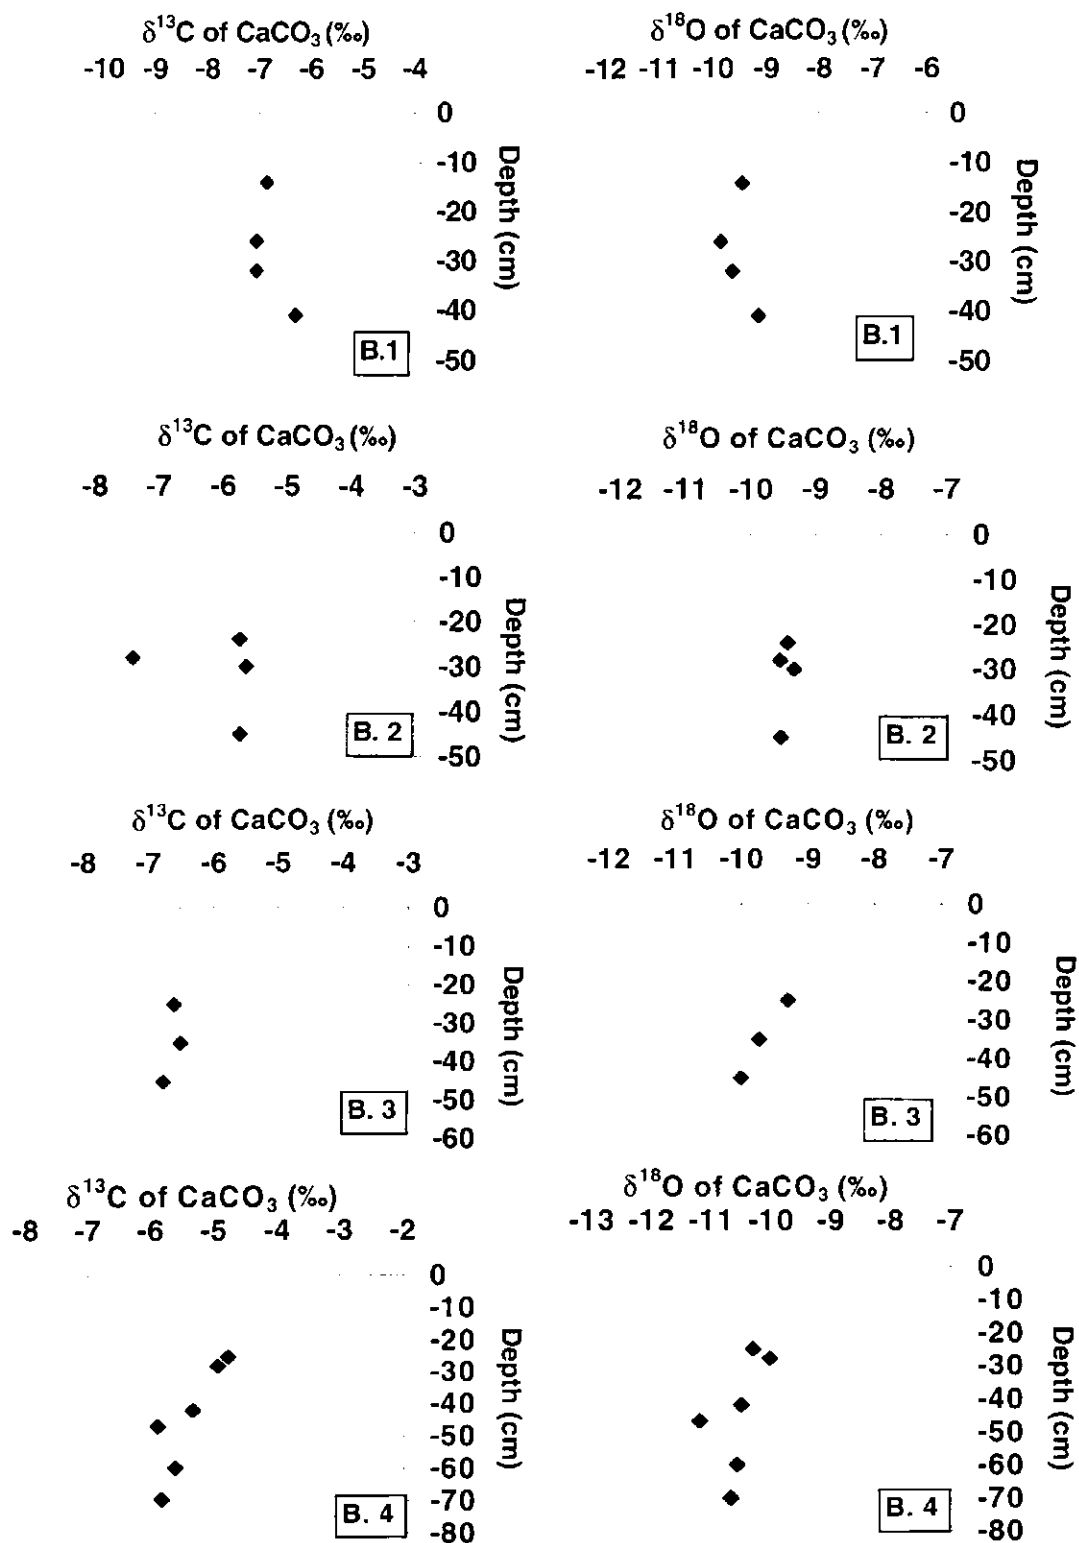 δ¹³C of CaCO₃ (‰)
-10 -9 -8 -7 -6 -5 -4
0
-10
-20
-30
-40
-50
Depth (cm)
B.1
δ¹⁸O of CaCO₃ (‰)
-12 -11 -10 -9 -8 -7 -6
0
-10
-20
-30
-40
-50
Depth (cm)
B.1
δ¹³C of CaCO₃ (‰)
-8 -7 -6 -5 -4 -3
0
-10
-20
-30
-40
-50
Depth (cm)
B. 2
δ¹⁸O of CaCO₃ (‰)
-12 -11 -10 -9 -8 -7
0
-10
-20
-30
-40
-50
Depth (cm)
B. 2
δ¹³C of CaCO₃ (‰)
-8 -7 -6 -5 -4 -3
0
-10
-20
-30
-40
-50
-60
Depth (cm)
B. 3
δ¹⁸O of CaCO₃ (‰)
-12 -11 -10 -9 -8 -7
0
-10
-20
-30
-40
-50
-60
Depth (cm)
B. 3
δ¹³C of CaCO₃ (‰)
-8 -7 -6 -5 -4 -3 -2
0
-10
-20
-30
-40
-50
-60
-70
-80
Depth (cm)
B. 4
δ¹⁸O of CaCO₃ (‰)
-13 -12 -11 -10 -9 -8 -7
0
-10
-20
-30
-40
-50
-60
-70
-80
Depth (cm)
B. 4